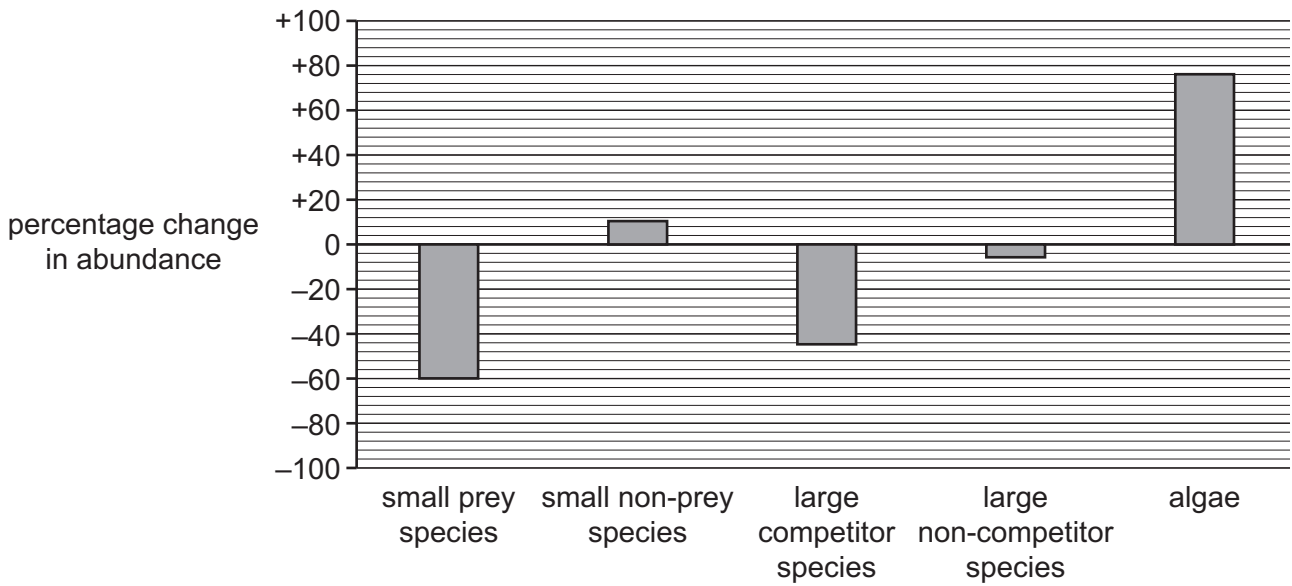 +100
+80
+60
+40
+20
0
–20
–40
–60
–80
–100
percentage change
in abundance
small prey
species
small non-prey
species
large
competitor
species
large
non-competitor
species
algae